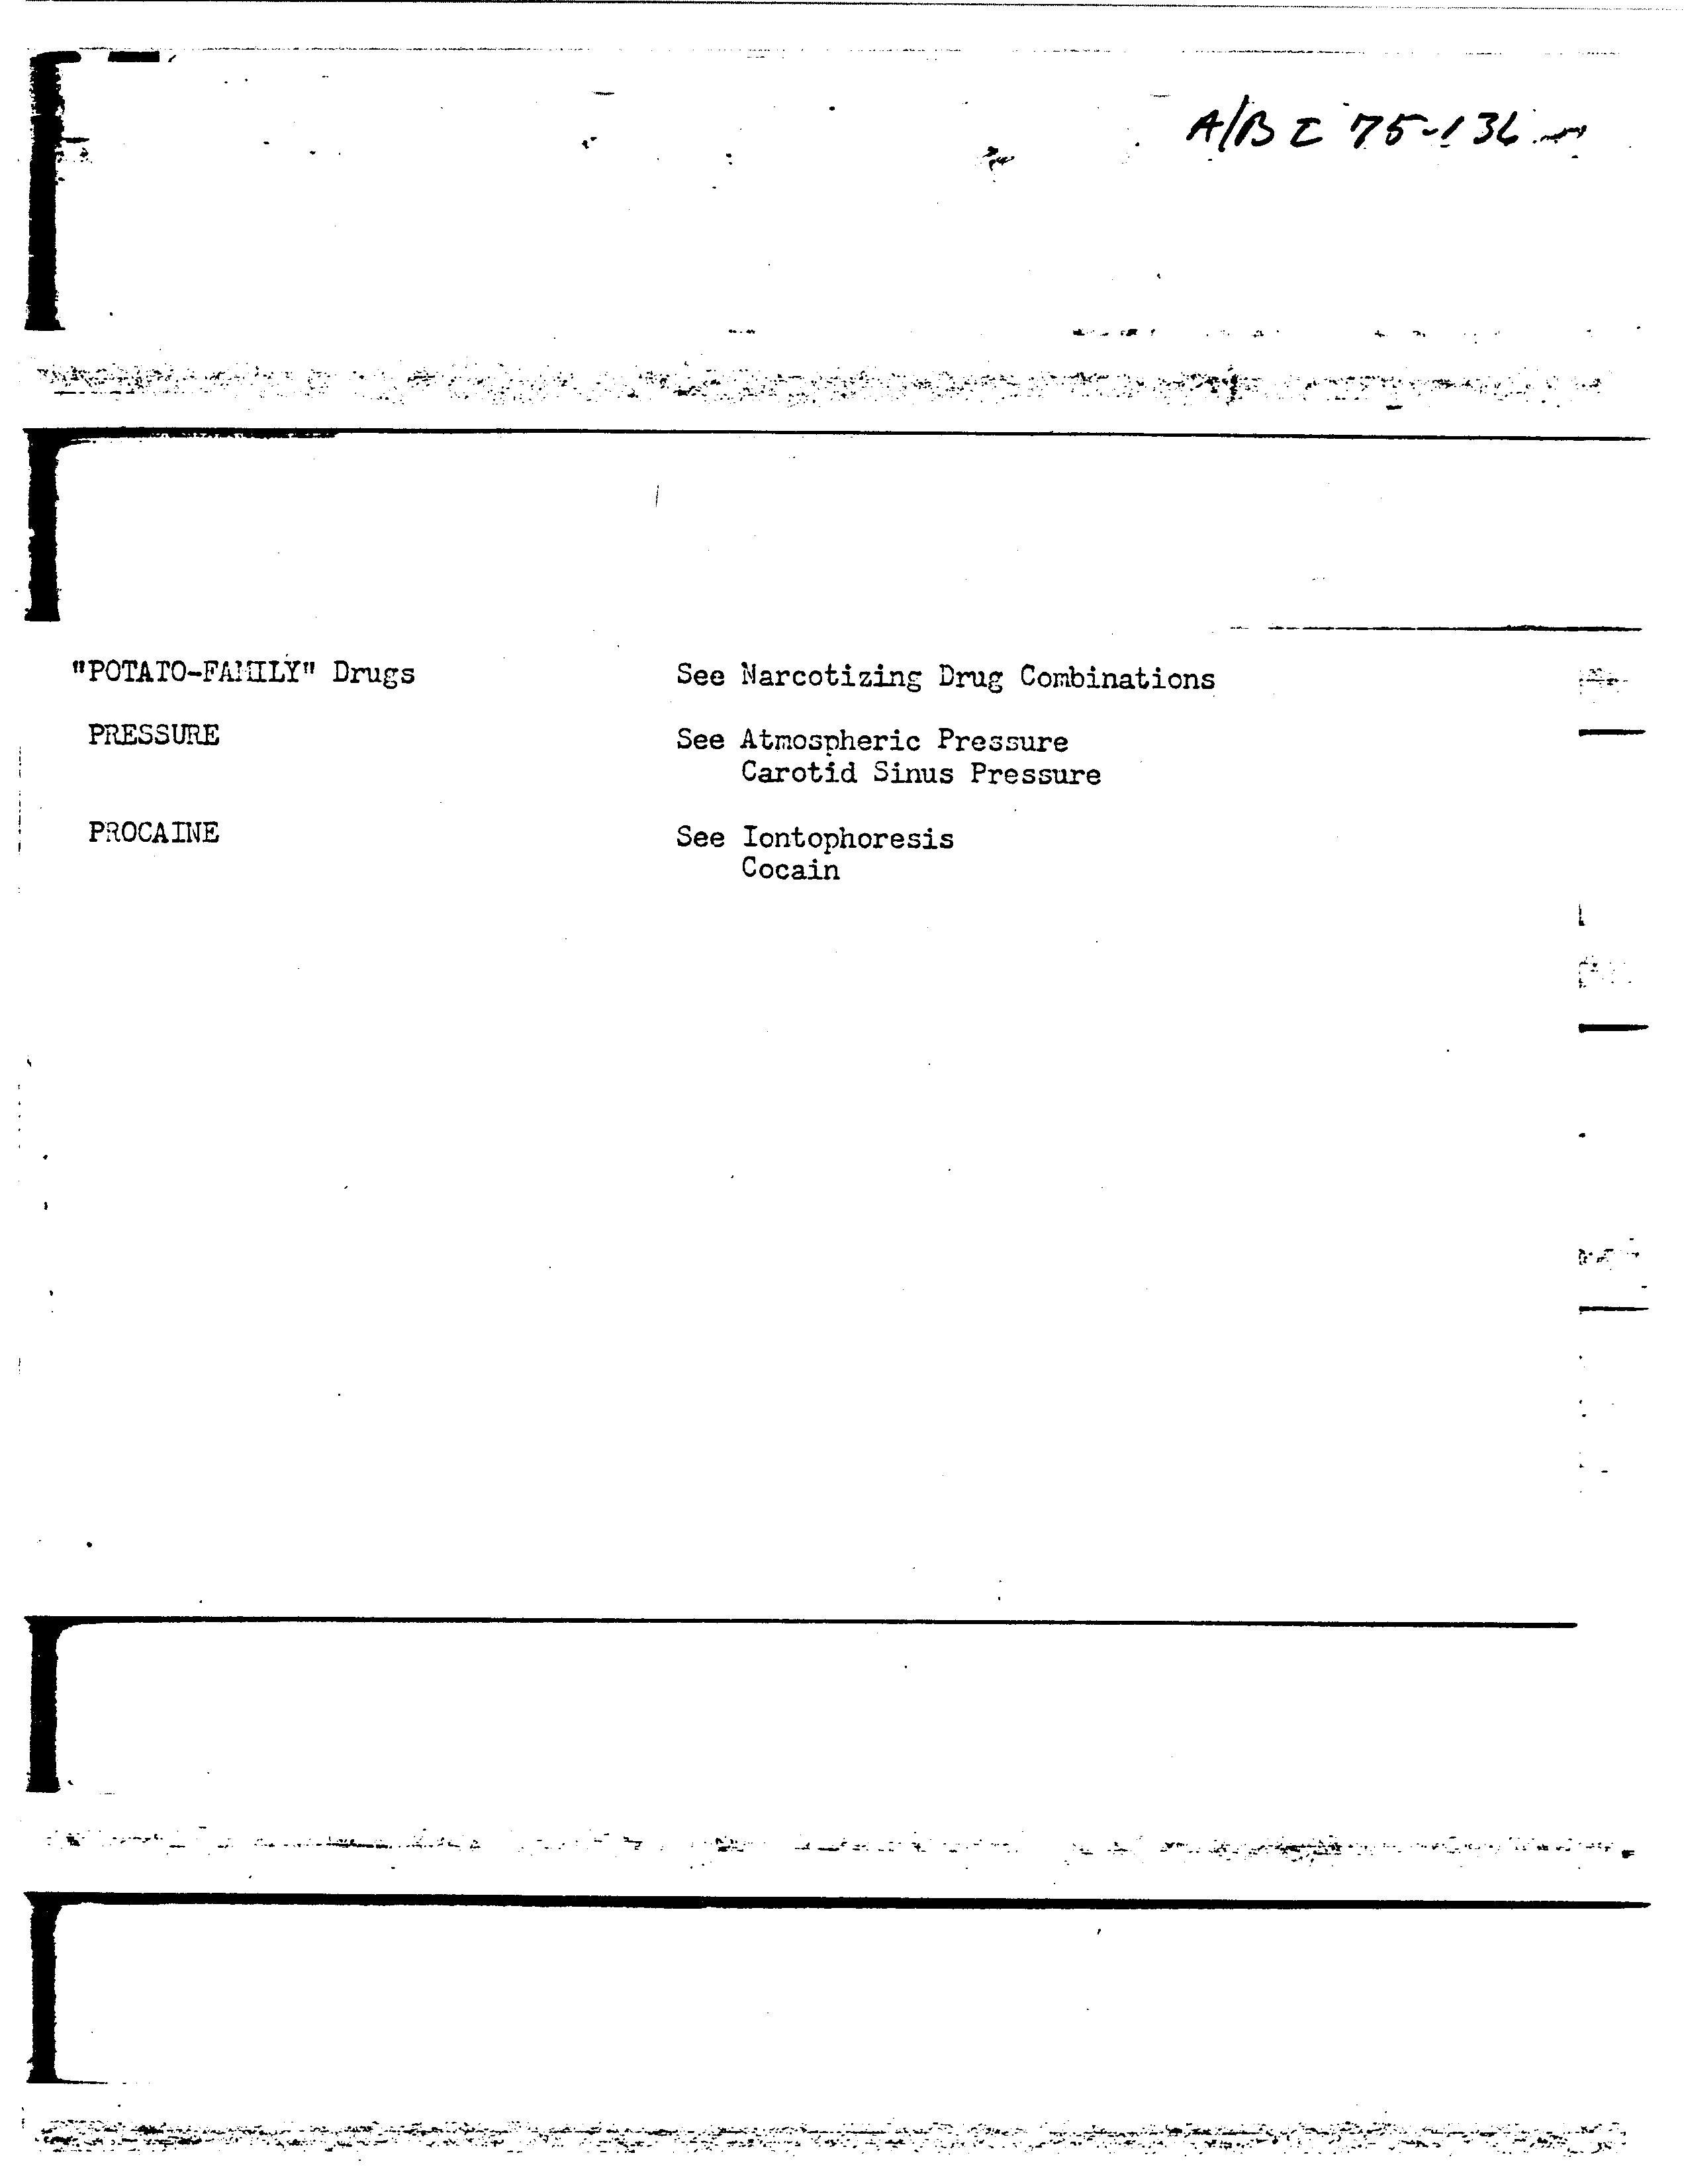 A/B I 75-136
"POTATO-FAMILY" Drugs See Narcotizing Drug Combinations
PRESSURE See Atmospheric Pressure
Carotid Sinus Pressure
PROCAINE See Iontophoresis
Cocain